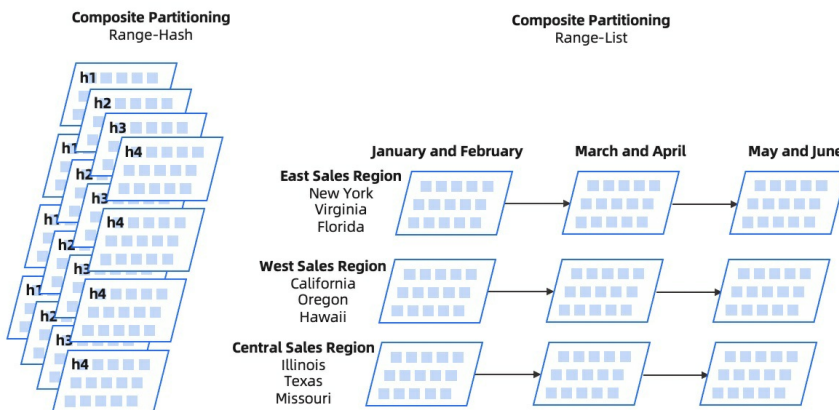 Composite Partitioning
Range-Hash
h1
h2
h3
h4
h1
h2
h3
h4
h1
h2
h3
h4
h1
h2
h3
h4
Composite Partitioning
Range-List
January and February
March and April
May and June
East Sales Region
New York
Virginia
Florida
West Sales Region
California
Oregon
Hawaii
Central Sales Region
Illinois
Texas
Missouri